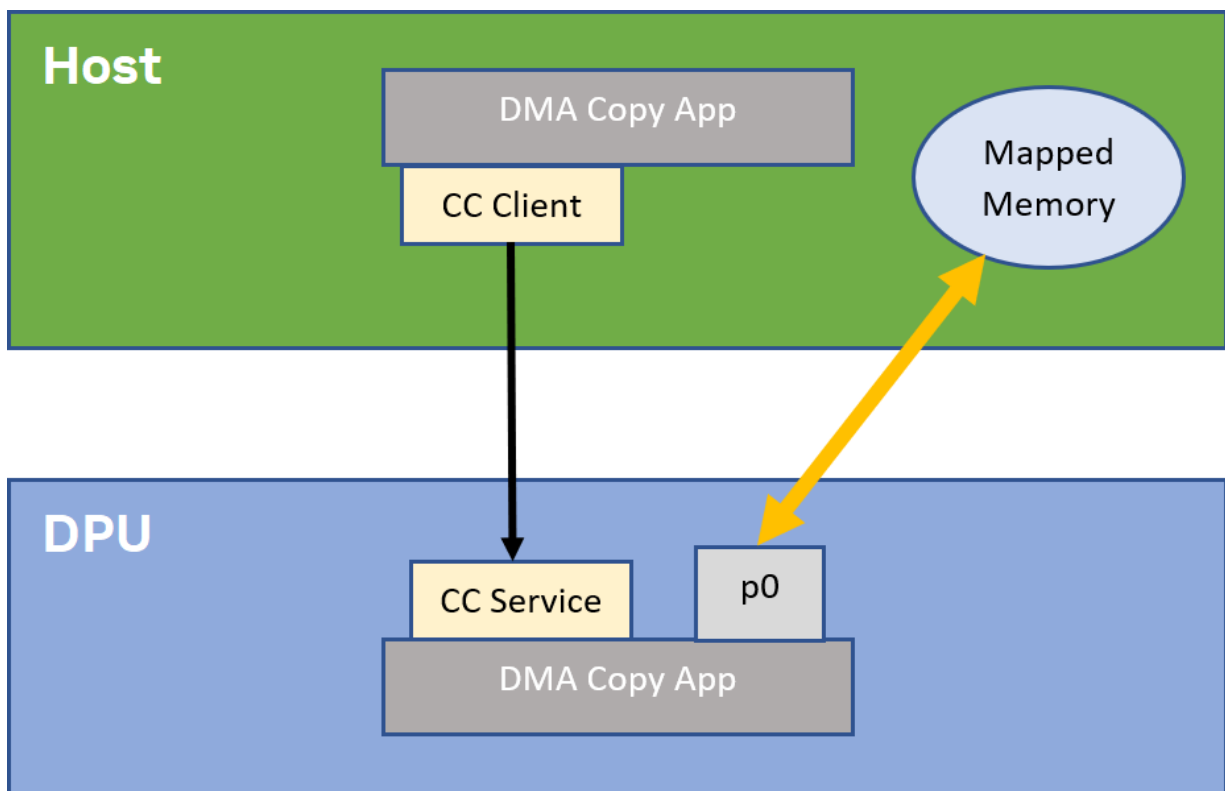 Host
DMA Copy App
Mapped
Memory
CC Client
DPU
CC Service
p0
DMA Copy App